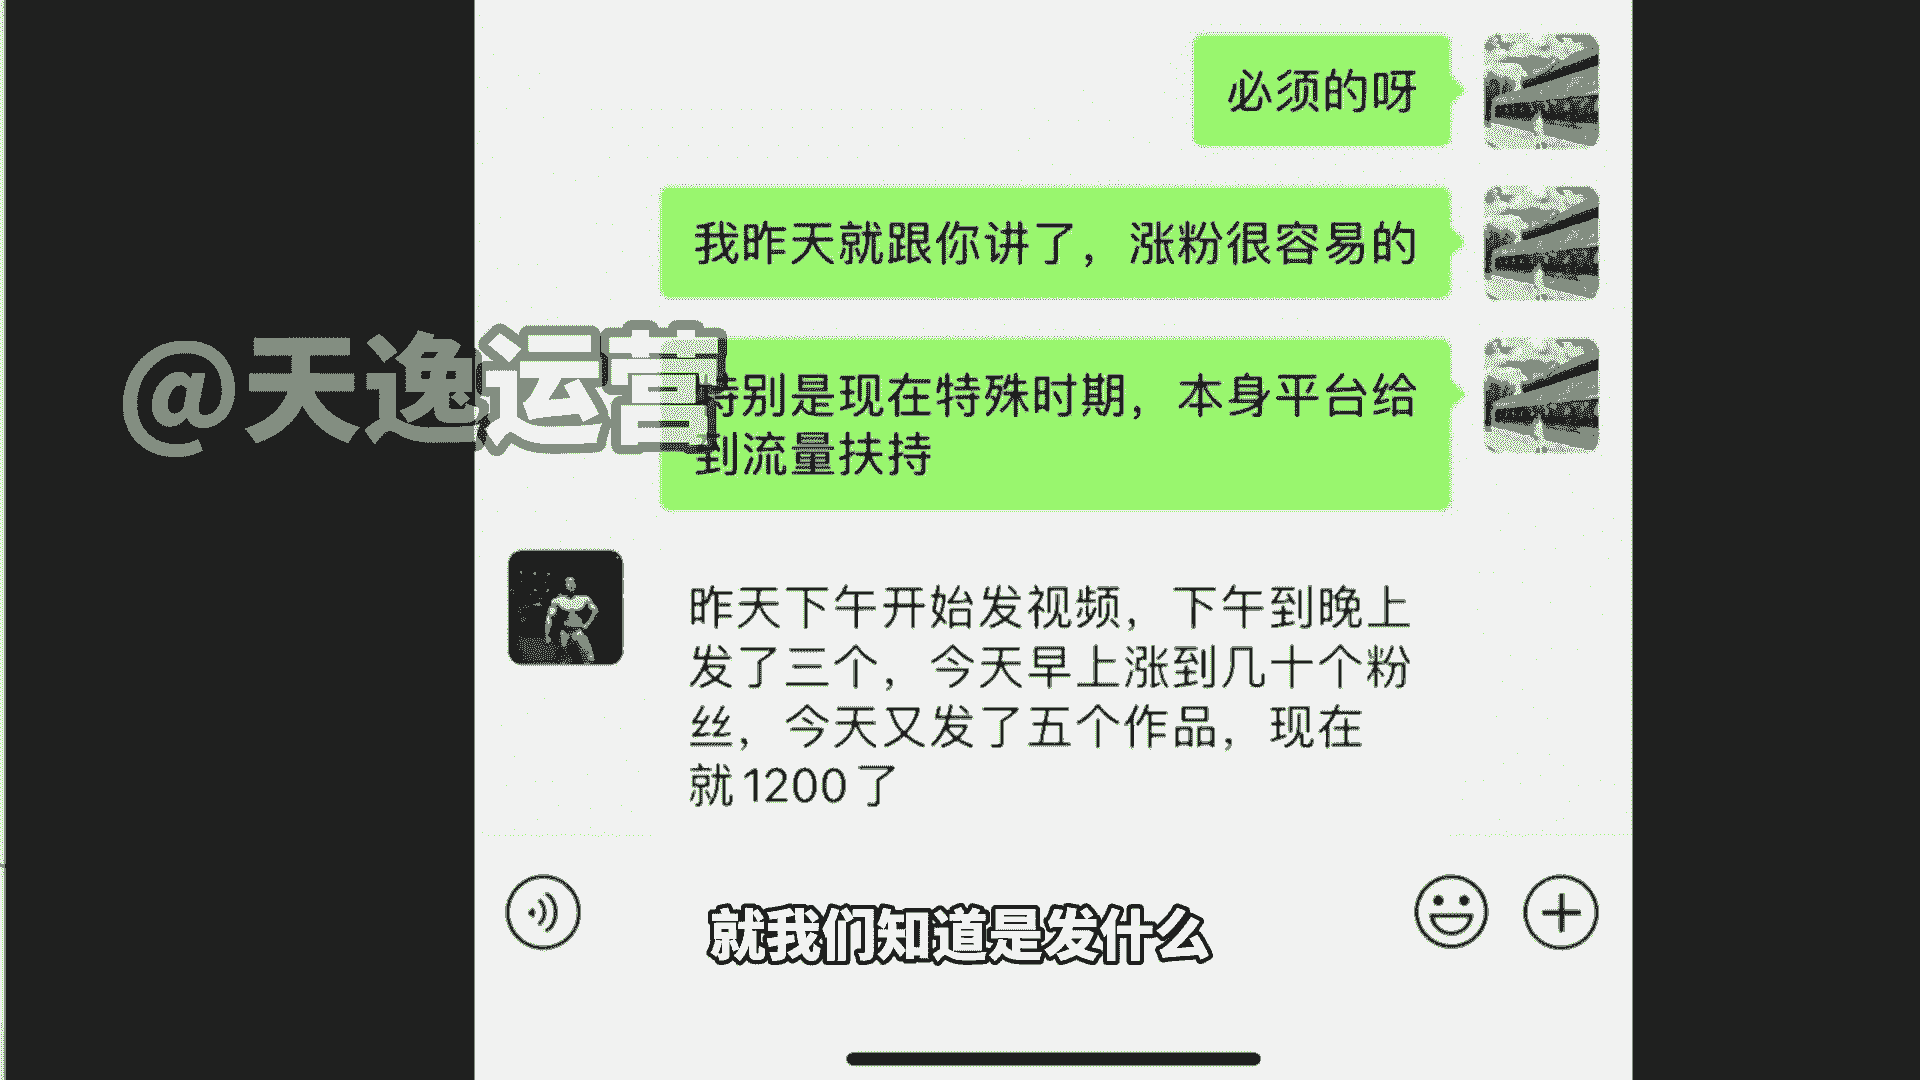 必须的呀
我昨天就跟你讲了，涨粉很容易的
@天逸运营
特别是现在特殊时期，本身平台给
到流量扶持
昨天下午开始发视频，下午到晚上
发了三个，今天早上涨到几十个粉
丝，今天又发了五个作品，现在
就1200了
就我们知道是发什么